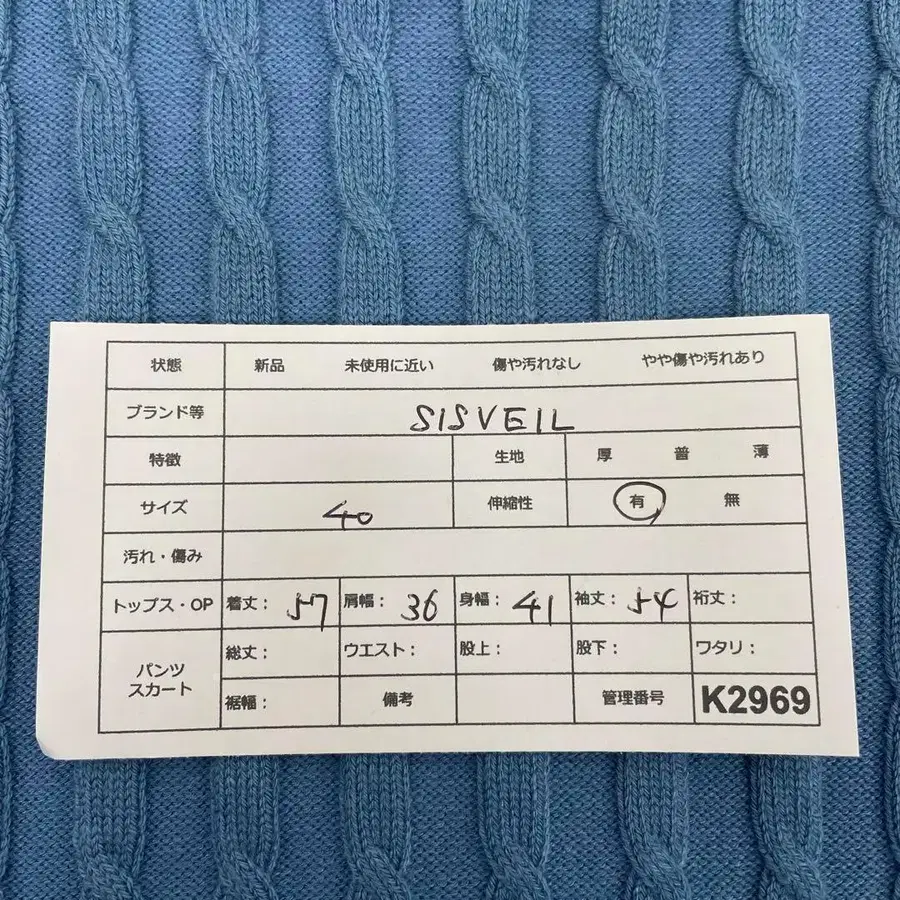 状態 新品 未使用に近い 傷や汚れなし やや傷や汚れあり
ブランド等 SISVEIL
特徴 生地 厚 普 薄
サイズ 40 伸縮性 有 無
汚れ・傷み
トップス・OP 着丈： 57 肩幅： 36 身幅： 41 袖丈： 54 裄丈：
パンツ スカート 総丈： ウエスト： 股上： 股下： ワタリ：
裾幅： 備考 管理番号 K2969